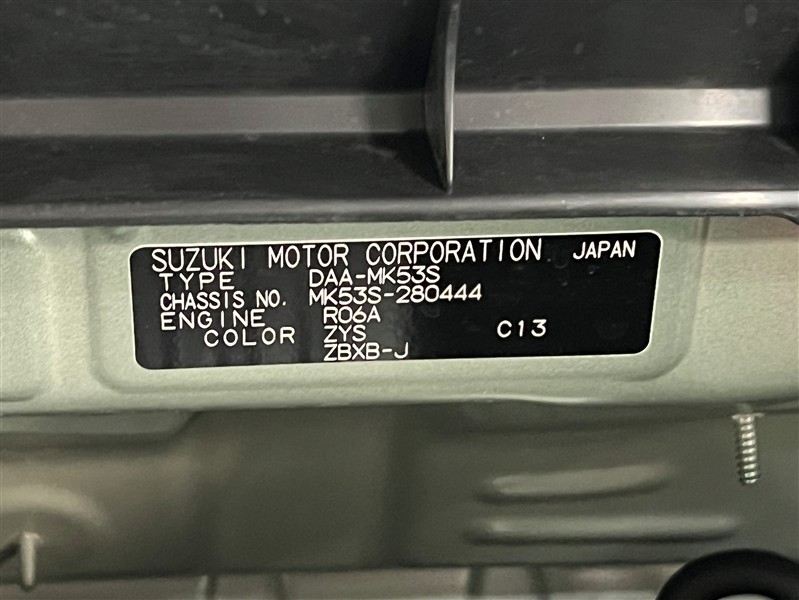 SUZUKI MOTOR CORPORATION JAPAN
TYPE DAA-MK53S
CHASSIS NO. MK53S-280444
ENGINE R06A
COLOR ZYS C13
ZBXB-J